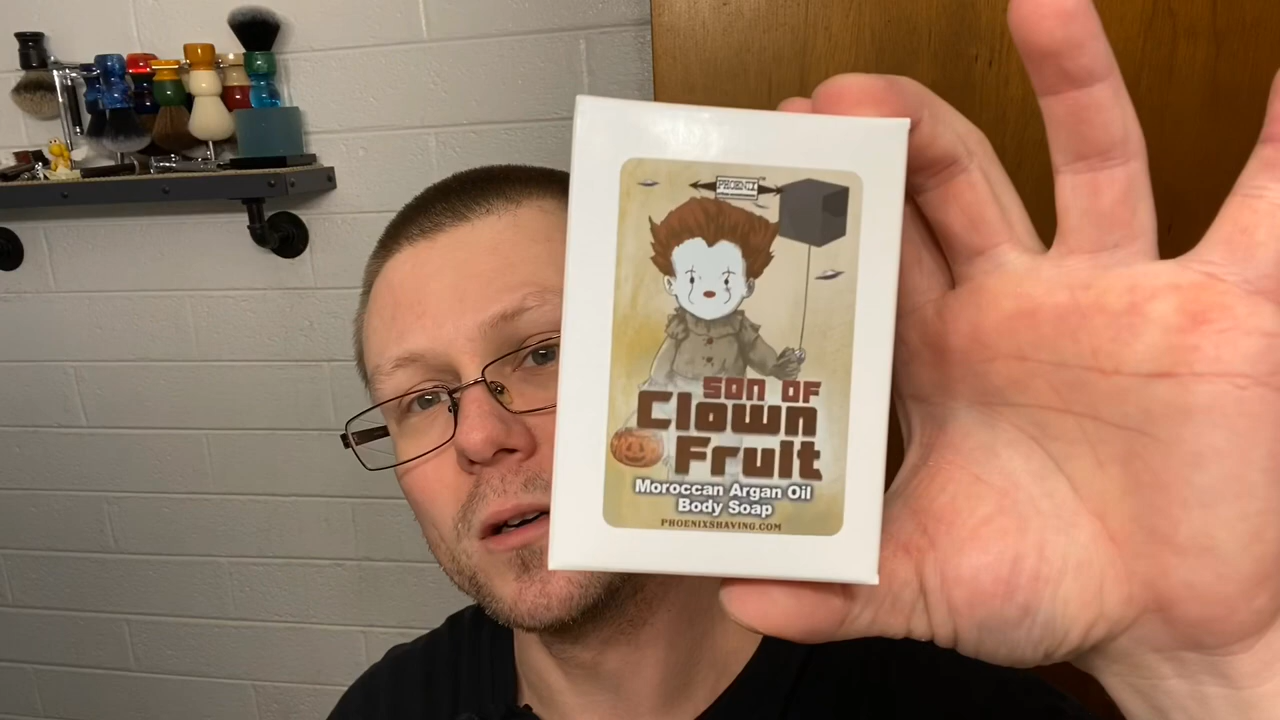 PHOENIX
SON OF
Clown
Fruit
Moroccan Argan Oil
Body Soap
PHOENIXSHAVING.COM